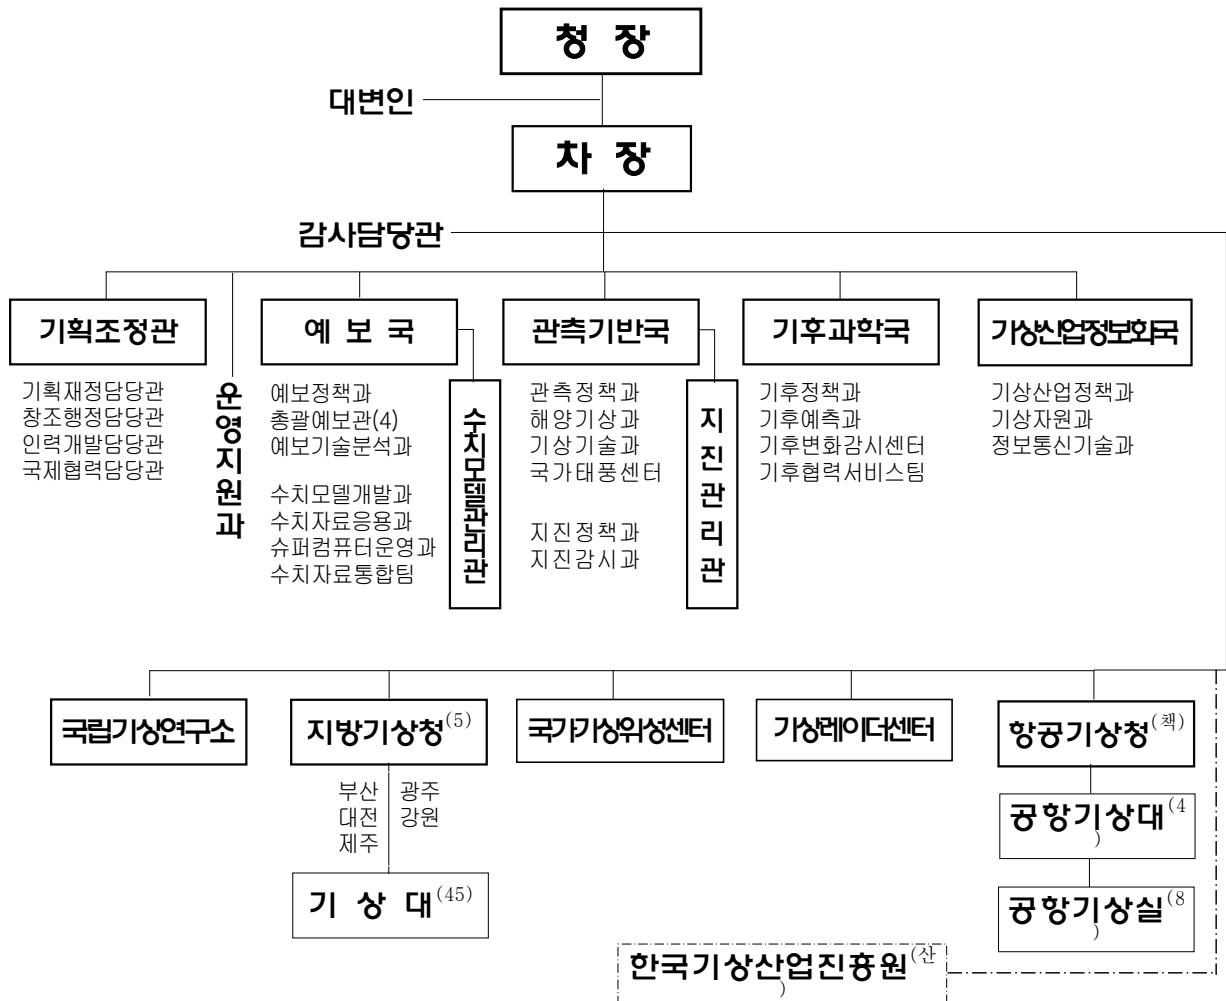 청 장
대변인
차 장
감사담당관
기획조정관
기획재정담당관
창조행정담당관
인력개발담당관
국제협력담당관
운영지원과
예 보 국
예보정책과
총괄예보관(4)
예보기술분석과
수치모델개발과
수치자료응용과
슈퍼컴퓨터운영과
수치자료통합팀
수치모델관리관
관측기반국
관측정책과
해양기상과
기상기술과
국가태풍센터
지진정책과
지진감시과
지진관리관
기후과학국
기후정책과
기후예측과
기후변화감시센터
기후협력서비스팀
기상산업정보화국
기상산업정책과
기상자원과
정보통신기술과
국립기상연구소
지방기상청(5)
부산 광주
대전 강원
제주
기 상 대(45)
국가기상위성센터
기상레이더센터
항공기상청(책)
공항기상대(4
)
공항기상실(8
)
한국기상산업진흥원(산
)